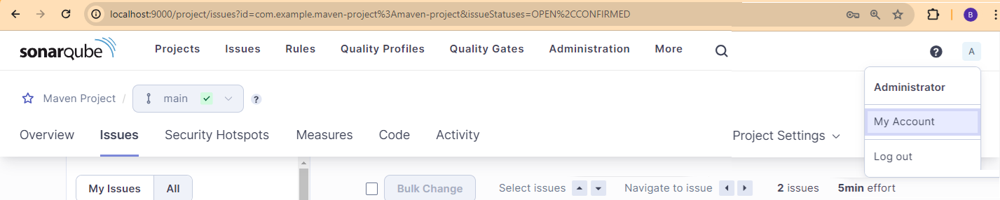 localhost:9000/project/issues?id=com.example.maven-project%3Amaven-project&issueStatuses=OPEN%2CCONFIRMED
B
sonarqube Projects Issues Rules Quality Profiles Quality Gates Administration More ? A
Administrator
Maven Project / main ?
My Account
Overview Issues Security Hotspots Measures Code Activity Project Settings
Log out
My Issues All Bulk Change Select issues Navigate to issue 2 issues 5min effort